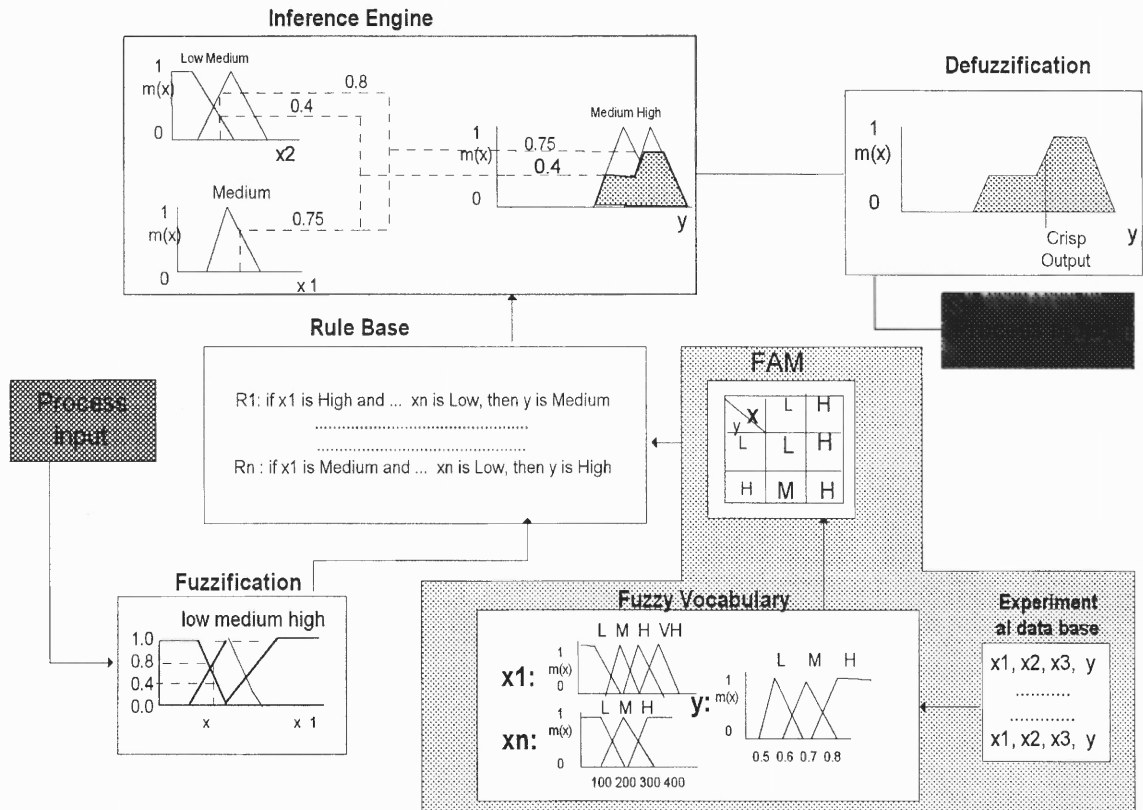 Inference Engine
Low Medium
1
m(x)
0
0.8
0.4
x2
Medium
1
m(x)
0
0.75
x 1
Medium High
1
m(x)
0
0.75
0.4
y
Defuzzification
1
m(x)
0
Crisp
Output
y
Rule Base
R1: if x1 is High and ... xn is Low, then y is Medium
..........................................
..........................................
Rn : if x1 is Medium and ... xn is Low, then y is High
Process
input
FAM
X
y
L H
L L H
H M H
Fuzzification
low medium high
1.0
0.8
0.4
0.0
x
x 1
Fuzzy Vocabulary
L M H VH
x1:
1
m(x)
0
L M H
xn:
1
m(x)
0
100 200 300 400
L M H
y:
1
m(x)
0
0.5 0.6 0.7 0.8
Experiment
al data base
x1, x2, x3, y
...........
...........
x1, x2, x3, y